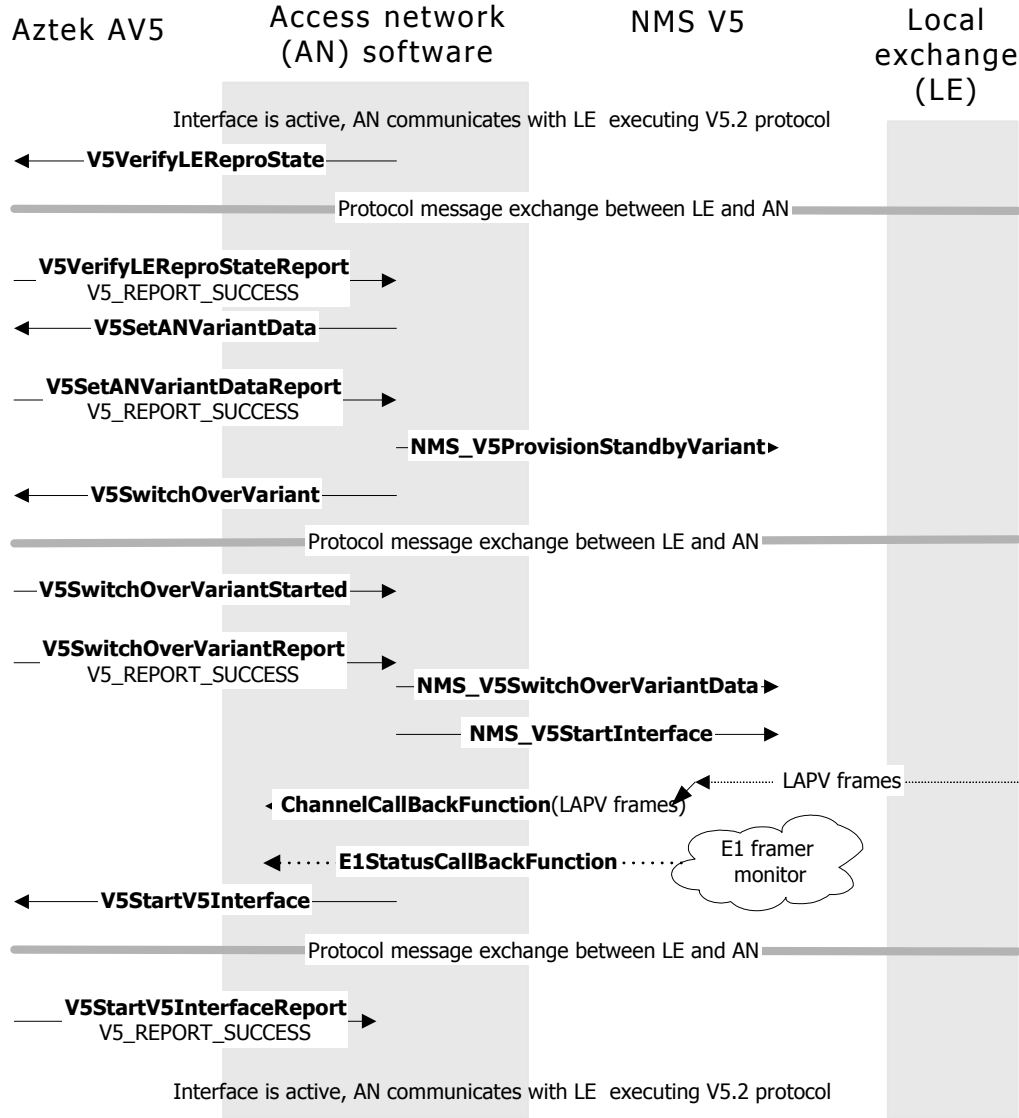 Aztek AV5
Access network
(AN) software
NMS V5
Local
exchange
(LE)
Interface is active, AN communicates with LE executing V5.2 protocol
V5VerifyLEReproState
Protocol message exchange between LE and AN
V5VerifyLEReproStateReport
V5_REPORT_SUCCESS
V5SetANVariantData
V5SetANVariantDataReport
V5_REPORT_SUCCESS
NMS_V5ProvisionStandbyVariant
V5SwitchOverVariant
Protocol message exchange between LE and AN
V5SwitchOverVariantStarted
V5SwitchOverVariantReport
V5_REPORT_SUCCESS
NMS_V5SwitchOverVariantData
NMS_V5StartInterface
LAPV frames
ChannelCallBackFunction(LAPV frames)
E1StatusCallBackFunction
E1 framer
monitor
V5StartV5Interface
Protocol message exchange between LE and AN
V5StartV5InterfaceReport
V5_REPORT_SUCCESS
Interface is active, AN communicates with LE executing V5.2 protocol